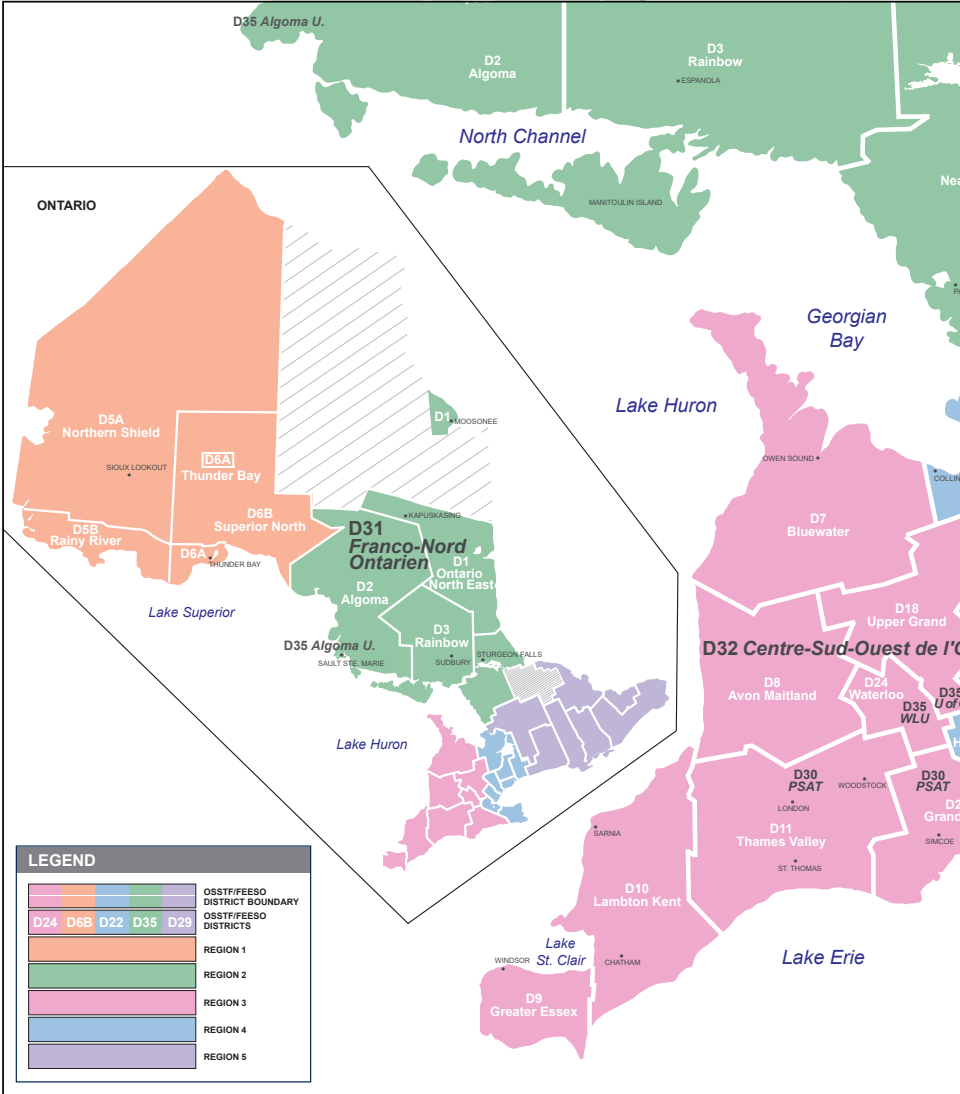 D35 Algoma U.
D2
Algoma
D3
Rainbow
ESPANOLA
North Channel
MANITOULIN ISLAND
Georgian
Bay
Lake Huron
OWEN SOUND
D7
Bluewater
D18
Upper Grand
D32 Centre-Sud-Ouest de l'
D8
Avon Maitland
D24
Waterloo
D35
WLU
D35
U of
D30
PSAT
LONDON
WOODSTOCK
D30
PSAT
D11
Thames Valley
ST. THOMAS
Grand
SIMCOE
SARNIA
D10
Lambton Kent
Lake
St. Clair
WINDSOR
CHATHAM
D9
Greater Essex
Lake Erie
ONTARIO
D5A
Northern Shield
SIOUX LOOKOUT
D6A
Thunder Bay
D6B
Superior North
D5B
Rainy River
D6A
THUNDER BAY
Lake Superior
D1
MOOSONEE
KAPUSKASING
D31
Franco-Nord
Ontarien
D1
Ontario
North East
D2
Algoma
D3
Rainbow
SUDBURY
STURGEON FALLS
D35 Algoma U.
SAULT STE. MARIE
Lake Huron
LEGEND
OSSTF/FEESO
DISTRICT BOUNDARY
D24 D6B D22 D35 D29
OSSTF/FEESO
DISTRICTS
REGION 1
REGION 2
REGION 3
REGION 4
REGION 5